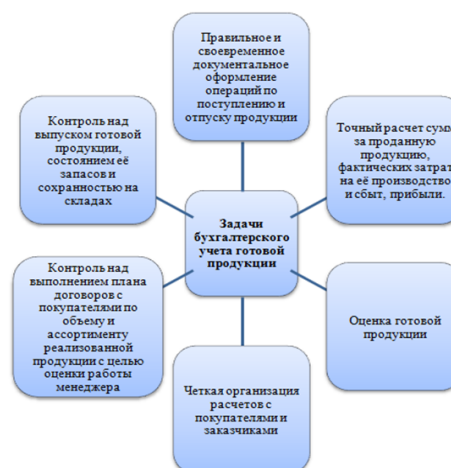 Правильное и
своевременное
документальное
оформление
операций по
поступлению и
отпуску продукции
Контроль над
выпуском готовой
продукции,
состоянием её
запасов и
сохранностью на
складах
Точный расчет сумм
за проданную
продукцию,
фактических затрат
на её производство
и сбыт, прибыли.
Задачи
бухгалтерского
учета готовой
продукции
Контроль над
выполнением плана
договоров с
покупателями по
объему и
ассортименту
реализованной
продукции с целью
оценки работы
менеджера
Оценка готовой
продукции
Четкая организация
расчетов с
покупателями и
заказчиками